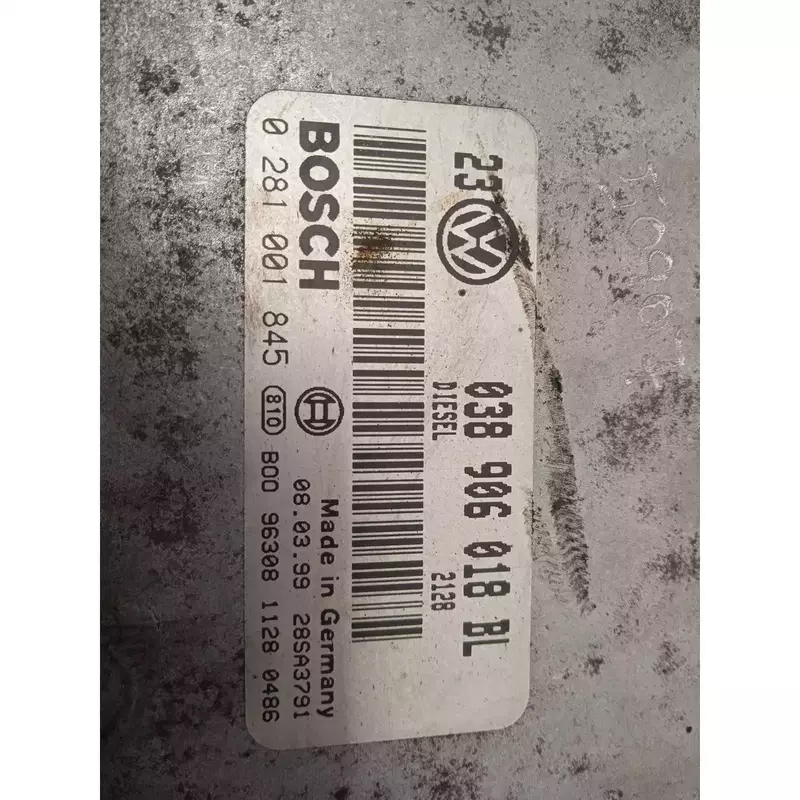 23
038 906 018 BL
DIESEL 2128
BOSCH
Made in Germany
08.03.99 28SA3791
0 281 001 845 810 B00 96308 1128 0486